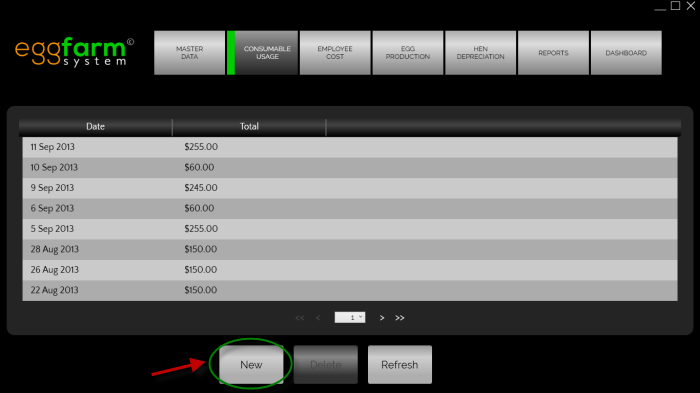 eggfarm©
system
MASTER
DATA
CONSUMABLE
USAGE
EMPLOYEE
COST
EGG
PRODUCTION
HEN
DEPRECIATION
REPORTS
DASHBOARD
Date Total
11 Sep 2013 $255.00
10 Sep 2013 $60.00
9 Sep 2013 $245.00
6 Sep 2013 $60.00
5 Sep 2013 $255.00
28 Aug 2013 $150.00
26 Aug 2013 $150.00
22 Aug 2013 $150.00
<< < 1 > >>
New Delete Refresh